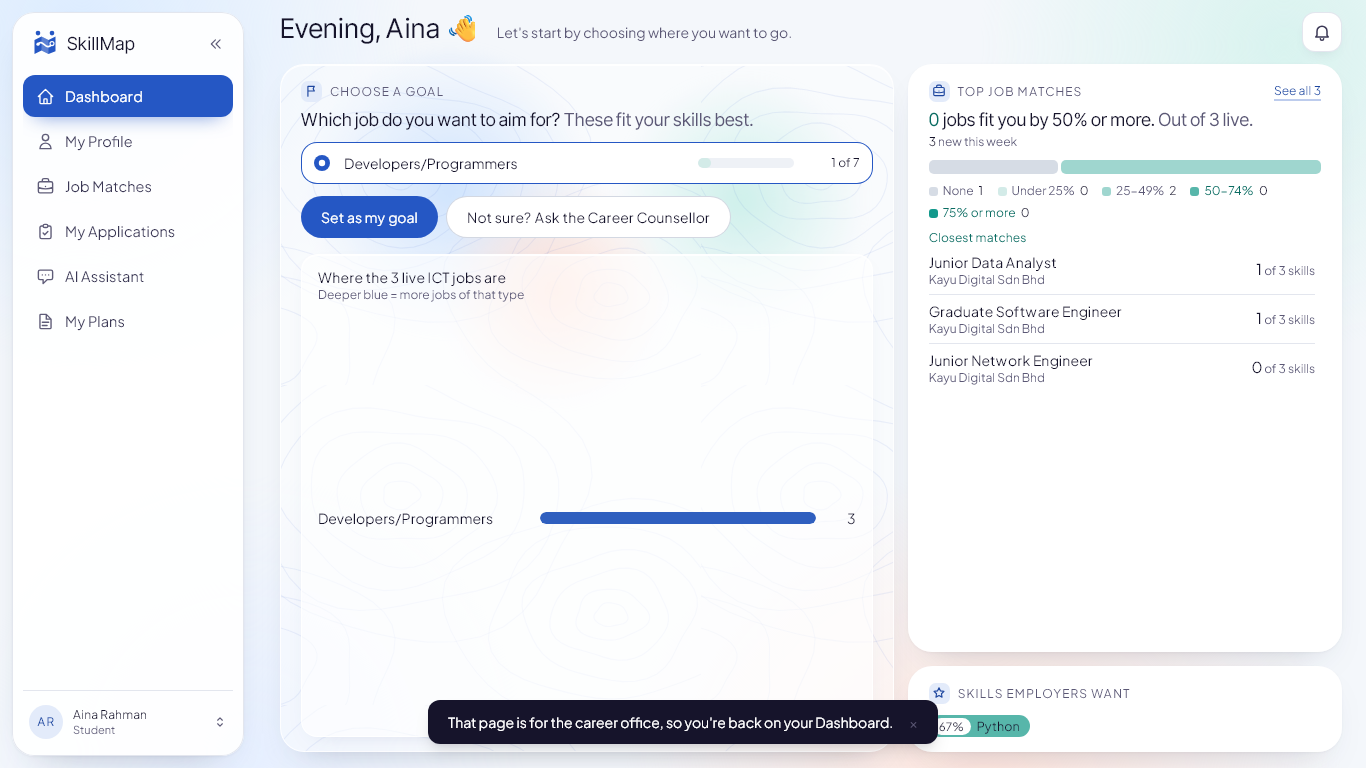 SkillMap
Dashboard
My Profile
Job Matches
My Applications
AI Assistant
My Plans
AR
Aina Rahman
Student
Evening, Aina 👋
Let's start by choosing where you want to go.
CHOOSE A GOAL
Which job do you want to aim for? These fit your skills best.
Developers/Programmers 1 of 7
Set as my goal
Not sure? Ask the Career Counsellor
Where the 3 live ICT jobs are
Deeper blue = more jobs of that type
Developers/Programmers 3
TOP JOB MATCHES
See all 3
0 jobs fit you by 50% or more. Out of 3 live.
3 new this week
None 1 Under 25% 0 25–49% 2 50–74% 0
75% or more 0
Closest matches
Junior Data Analyst
Kayu Digital Sdn Bhd
1 of 3 skills
Graduate Software Engineer
Kayu Digital Sdn Bhd
1 of 3 skills
Junior Network Engineer
Kayu Digital Sdn Bhd
0 of 3 skills
SKILLS EMPLOYERS WANT
67% Python
That page is for the career office, so you're back on your Dashboard. ×